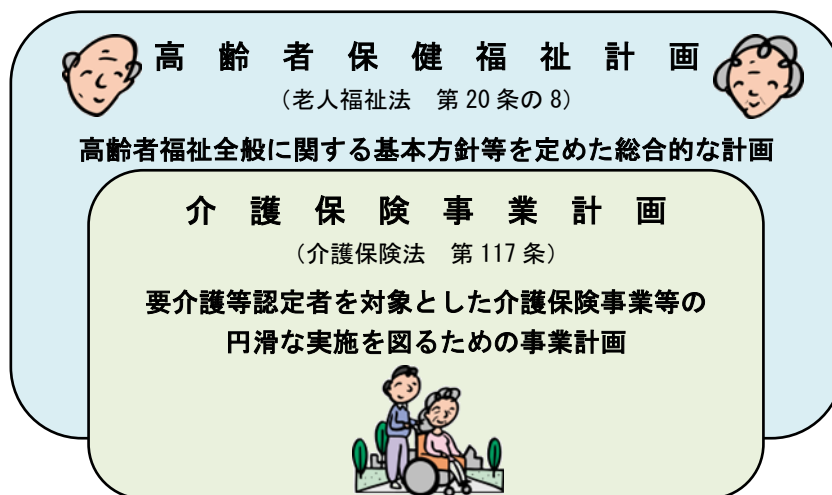 高齢者保健福祉計画
（老人福祉法　第20条の8）
高齢者福祉全般に関する基本方針等を定めた総合的な計画
介護保険事業計画
（介護保険法　第117条）
要介護等認定者を対象とした介護保険事業等の
円滑な実施を図るための事業計画